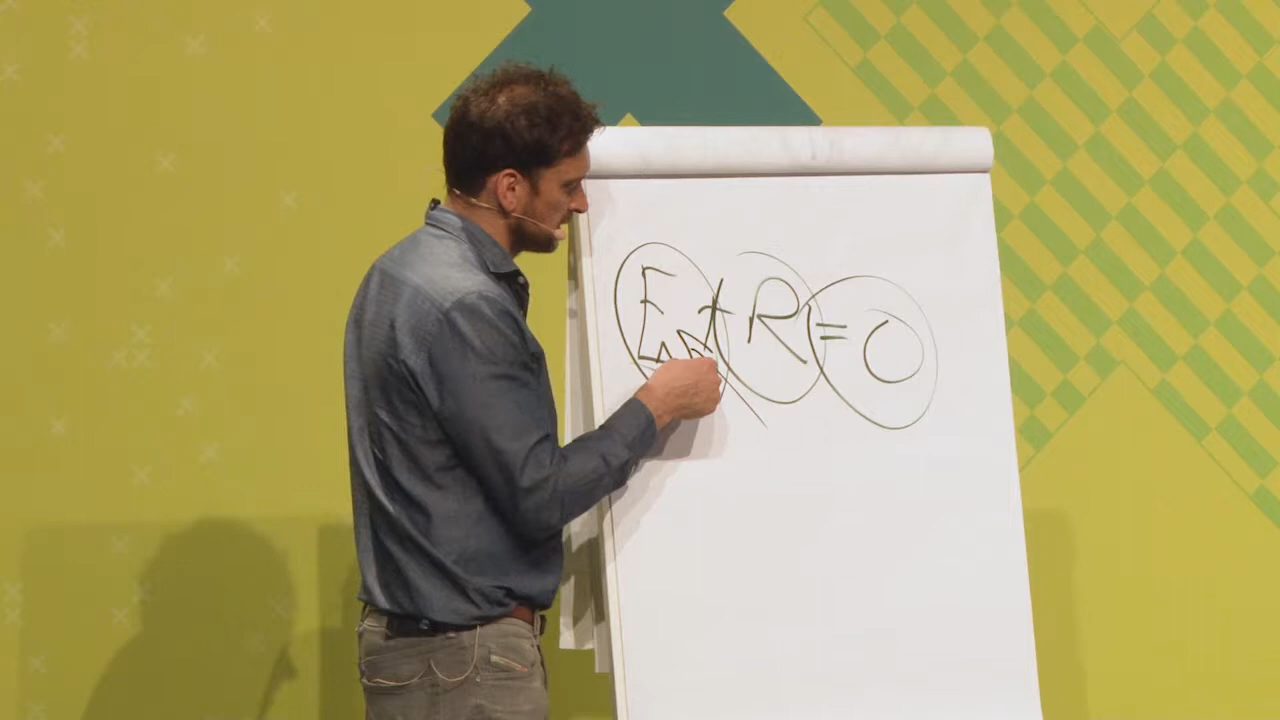 E + R = O